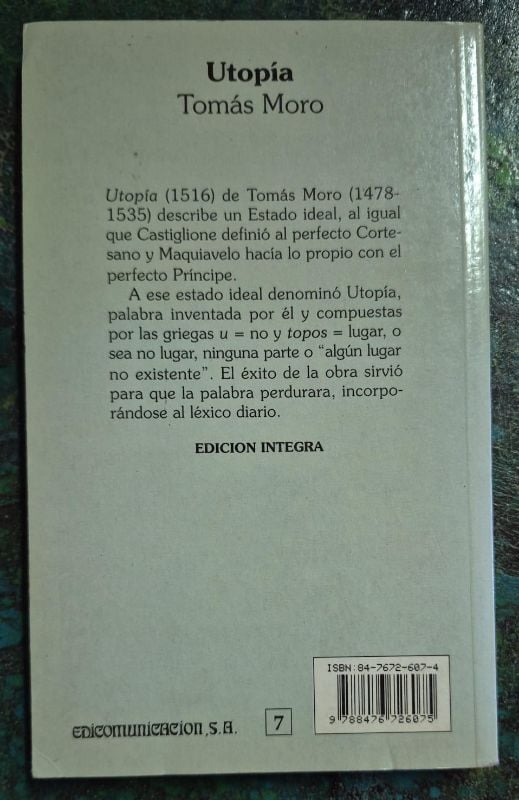 Utopía
Tomás Moro
Utopía (1516) de Tomás Moro (1478-
1535) describe un Estado ideal, al igual
que Castiglione definió al perfecto Corte-
sano y Maquiavelo hacía lo propio con el
perfecto Príncipe.
A ese estado ideal denominó Utopía,
palabra inventada por él y compuestas
por las griegas u = no y topos = lugar, o
sea no lugar, ninguna parte o “algún lugar
no existente”. El éxito de la obra sirvió
para que la palabra perdurara, incorpo-
rándose al léxico diario.
EDICION INTEGRA
ISBN:84-7672-607-4
9 788476 726075
EDICOMUNICACION, S.A.
7